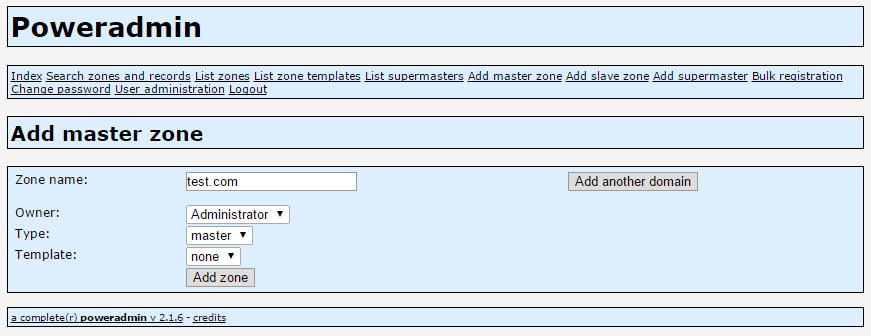 Poweradmin
Index Search zones and records List zones List zone templates List supermasters Add master zone Add slave zone Add supermaster Bulk registration
Change password User administration Logout
Add master zone
Zone name: test.com Add another domain
Owner: Administrator
Type: master
Template: none
Add zone
a complete(r) poweradmin v 2.1.6 - credits